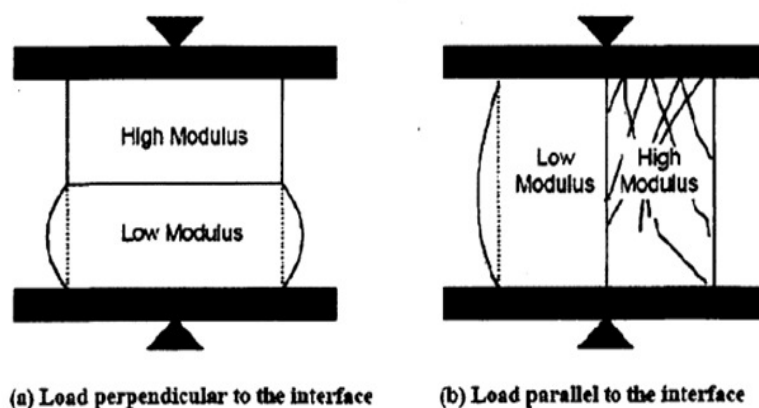 High Modulus
Low Modulus
Low
Modulus
High
Modulus
(a) Load perpendicular to the interface
(b) Load parallel to the interface